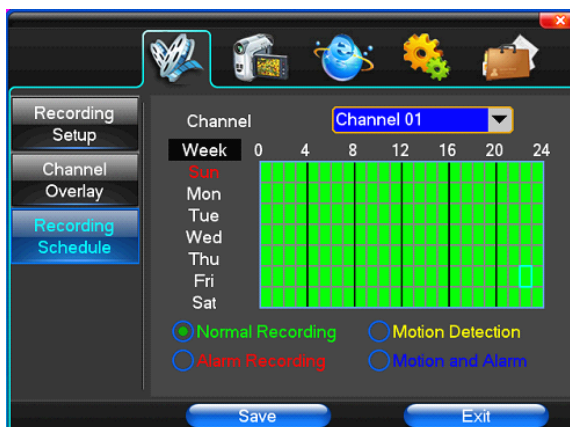 Recording
Setup
Channel
Overlay
Recording
Schedule
Channel Channel 01
Week 0 4 8 12 16 20 24
Sun
Mon
Tue
Wed
Thu
Fri
Sat
Normal Recording Motion Detection
Alarm Recording Motion and Alarm
Save Exit